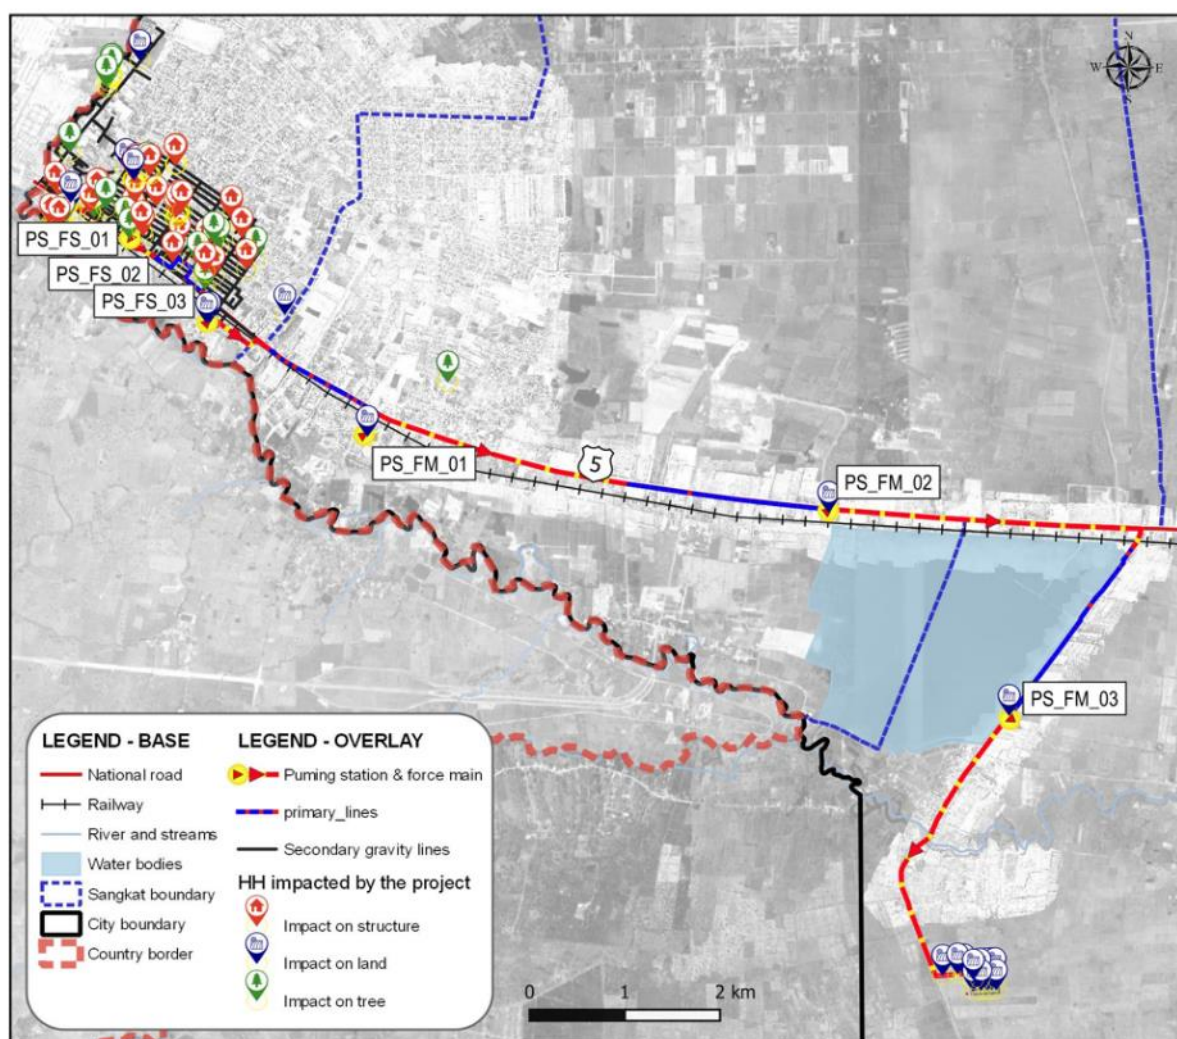 N
W
E
S
PS_FS_01
PS_FS_02
PS_FS_03
PS_FM_01
5
PS_FM_02
PS_FM_03
LEGEND - BASE
National road
Railway
River and streams
Water bodies
Sangkat boundary
City boundary
Country border
LEGEND - OVERLAY
Puming station & force main
primary_lines
Secondary gravity lines
HH impacted by the project
Impact on structure
Impact on land
Impact on tree
0 1 2 km